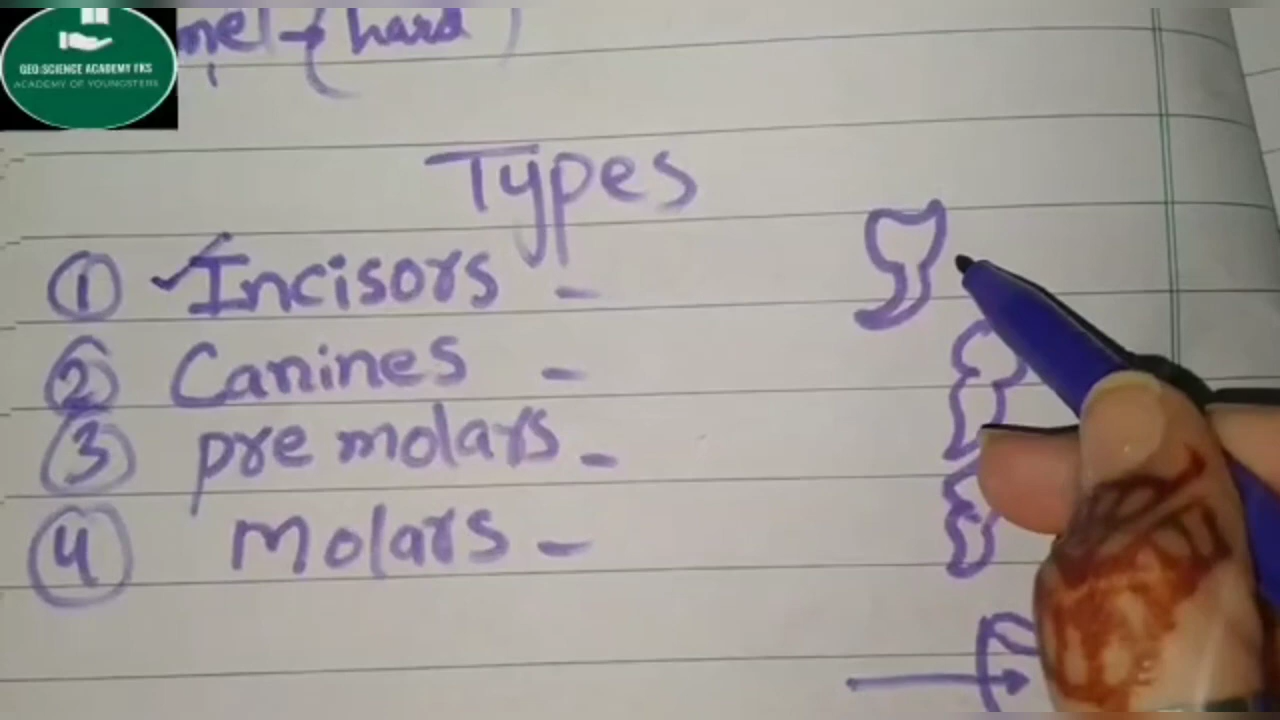 GEO.SCIENCE ACADEMY FKS
ACADEMY OF YOUNGSTERS
(hard)
Types
① Incisors -
② Canines -
③ pre molars -
④ Molars -